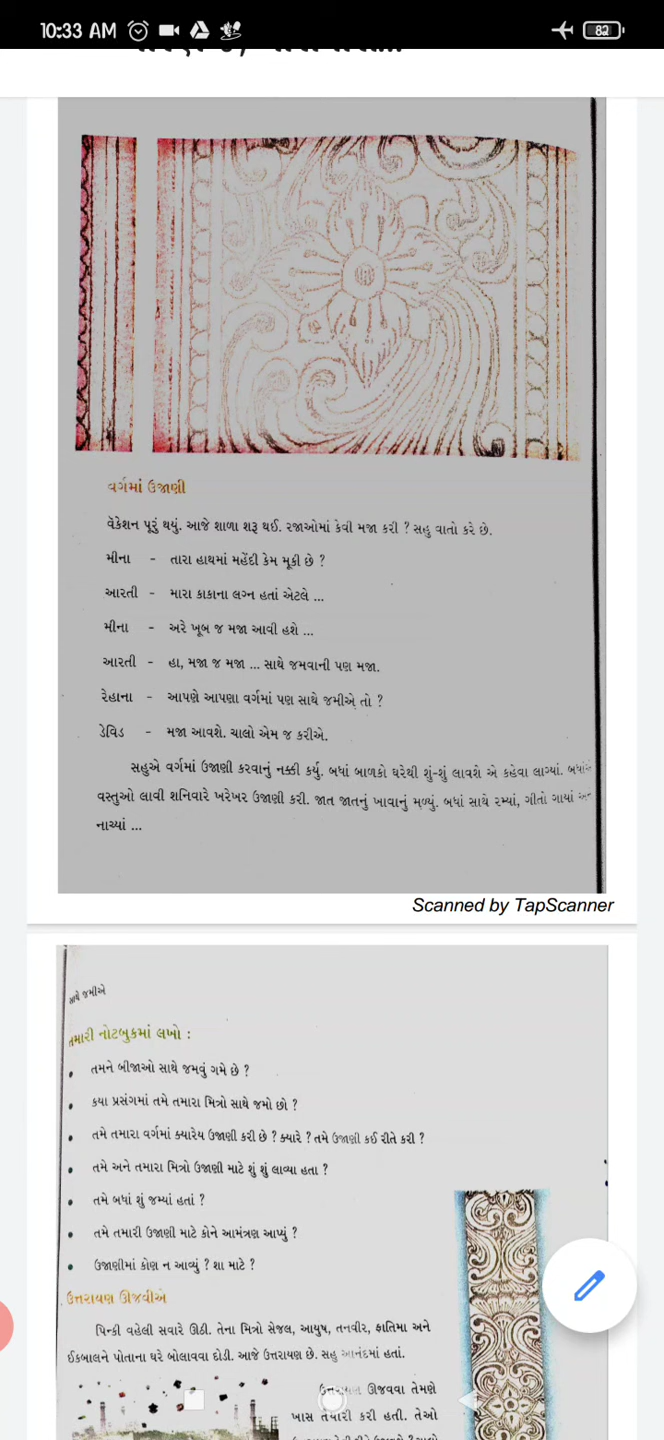 10:33 AM
82
વર્ગમાં ઉજાણી
વૅકેશન પૂરું થયું. આજે શાળા શરૂ થઈ. રજાઓમાં કેવી મજા કરી ? સહુ વાતો કરે છે.
મીના - તારા હાથમાં મહેંદી કેમ મૂકી છે ?
આરતી - મારા કાકાના લગ્ન હતાં એટલે ...
મીના - અરે ખૂબ જ મજા આવી હશે ...
આરતી - હા, મજા જ મજા ... સાથે જમવાની પણ મજા.
રેહાના - આપણે આપણા વર્ગમાં પણ સાથે જમીએ તો ?
ડેવિડ - મજા આવશે. ચાલો એમ જ કરીએ.
સહુએ વર્ગમાં ઉજાણી કરવાનું નક્કી કર્યુ. બધાં બાળકો ઘરેથી શું-શું લાવશે એ કહેવા લાગ્યાં.
વસ્તુઓ લાવી શનિવારે ખરેખર ઉજાણી કરી. જાત જાતનું ખાવાનું મળ્યું. બધાં સાથે રમ્યાં, ગીતો ગાયાં
નાચ્યાં ...
Scanned by TapScanner
સાથે જમીએ
તમારી નોટબુકમાં લખો :
• તમને બીજાઓ સાથે જમવું ગમે છે ?
• કયા પ્રસંગમાં તમે તમારા મિત્રો સાથે જમો છો ?
• તમે તમારા વર્ગમાં ક્યારેય ઉજાણી કરી છે ? ક્યારે ? તમે ઉજાણી કઈ રીતે કરી ?
• તમે અને તમારા મિત્રો ઉજાણી માટે શું શું લાવ્યા હતા ?
• તમે બધાં શું જમ્યાં હતાં ?
• તમે તમારી ઉજાણી માટે કોને આમંત્રણ આપ્યું ?
• ઉજાણીમાં કોણ ન આવ્યું ? શા માટે ?
ઉત્તરાયણ ઊજવીએ
પિન્કી વહેલી સવારે ઊઠી. તેના મિત્રો સેજલ, આયુષ, તનવીર, ફાતિમા અને
ઈકબાલને પોતાના ઘરે બોલાવવા દોડી. આજે ઉત્તરાયણ છે. સહુ આનંદમાં હતાં.
ઉત્તરાયણ ઊજવવા તેમણે
ખાસ તૈયારી કરી હતી. તેઓ